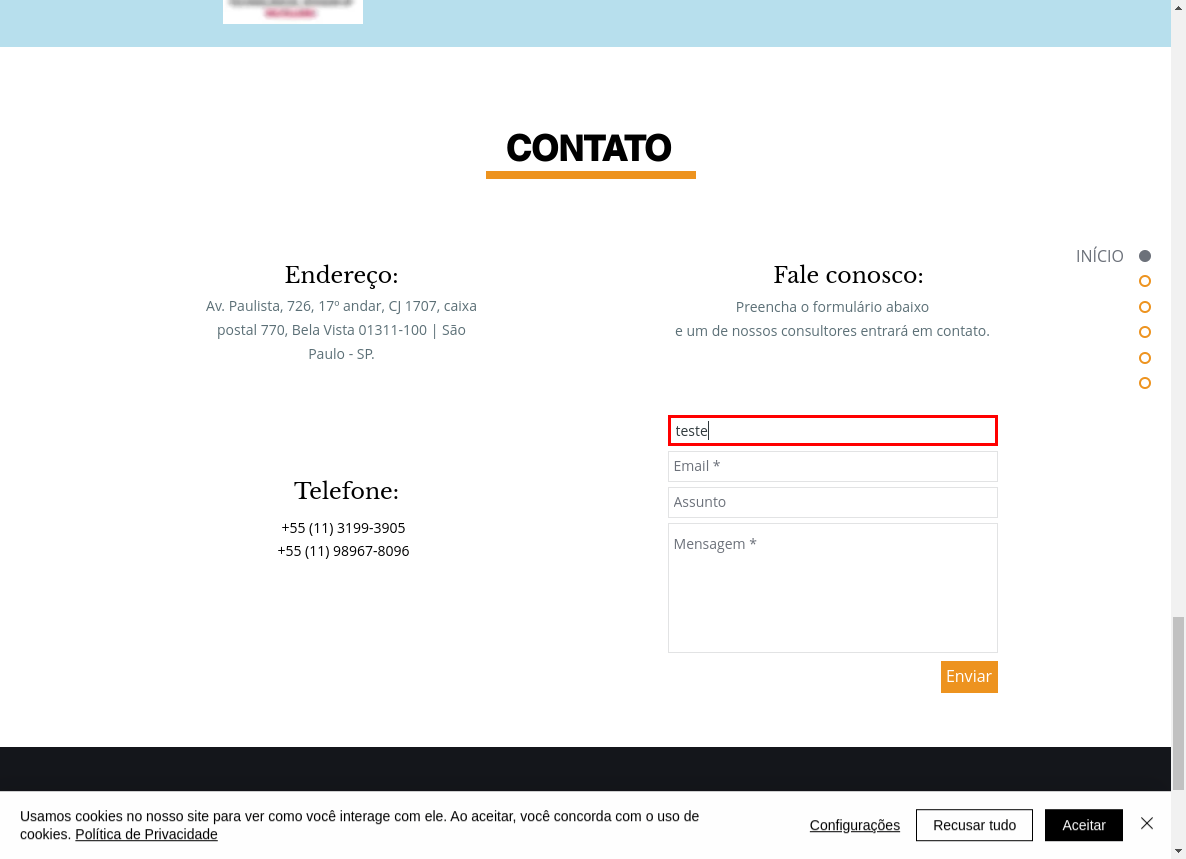 CONTATO
Endereço:
Av. Paulista, 726, 17º andar, CJ 1707, caixa
postal 770, Bela Vista 01311-100 | São
Paulo - SP.
Telefone:
+55 (11) 3199-3905
+55 (11) 98967-8096
Fale conosco:
Preencha o formulário abaixo
e um de nossos consultores entrará em contato.
teste
Email *
Assunto
Mensagem *
Enviar
INÍCIO
Usamos cookies no nosso site para ver como você interage com ele. Ao aceitar, você concorda com o uso de
cookies. Política de Privacidade
Configurações
Recusar tudo
Aceitar